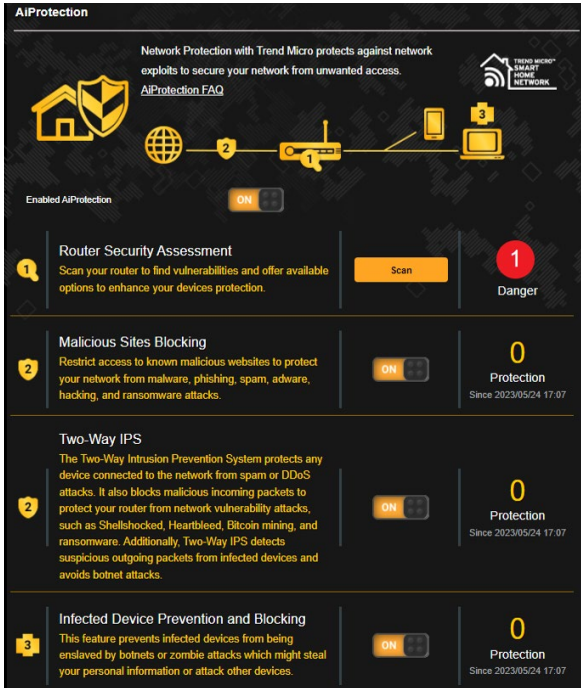 AiProtection
Network Protection with Trend Micro protects against network
exploits to secure your network from unwanted access.
AiProtection FAQ
TREND MICRO™
SMART
HOME
NETWORK
3
2
1
Enabled AiProtection
ON
1
Router Security Assessment
Scan your router to find vulnerabilities and offer available
options to enhance your devices protection.
Scan
1
Danger
2
Malicious Sites Blocking
Restrict access to known malicious websites to protect
your network from malware, phishing, spam, adware,
hacking, and ransomware attacks.
ON
0
Protection
Since 2023/05/24 17:07
2
Two-Way IPS
The Two-Way Intrusion Prevention System protects any
device connected to the network from spam or DDoS
attacks. It also blocks malicious incoming packets to
protect your router from network vulnerability attacks,
such as Shellshocked, Heartbleed, Bitcoin mining, and
ransomware. Additionally, Two-Way IPS detects
suspicious outgoing packets from infected devices and
avoids botnet attacks.
ON
0
Protection
Since 2023/05/24 17:07
3
Infected Device Prevention and Blocking
This feature prevents infected devices from being
enslaved by botnets or zombie attacks which might steal
your personal information or attack other devices.
ON
0
Protection
Since 2023/05/24 17:07